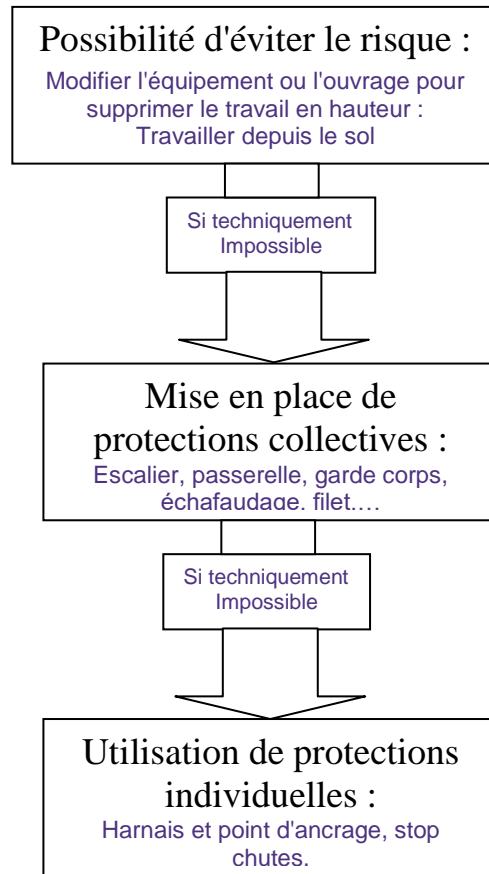 Possibilité d'éviter le risque :
Modifier l'équipement ou l'ouvrage pour
supprimer le travail en hauteur :
Travailler depuis le sol
Si techniquement
Impossible
Mise en place de
protections collectives :
Escalier, passerelle, garde corps,
échafaudage, filet,…
Si techniquement
Impossible
Utilisation de protections
individuelles :
Harnais et point d'ancrage, stop
chutes.